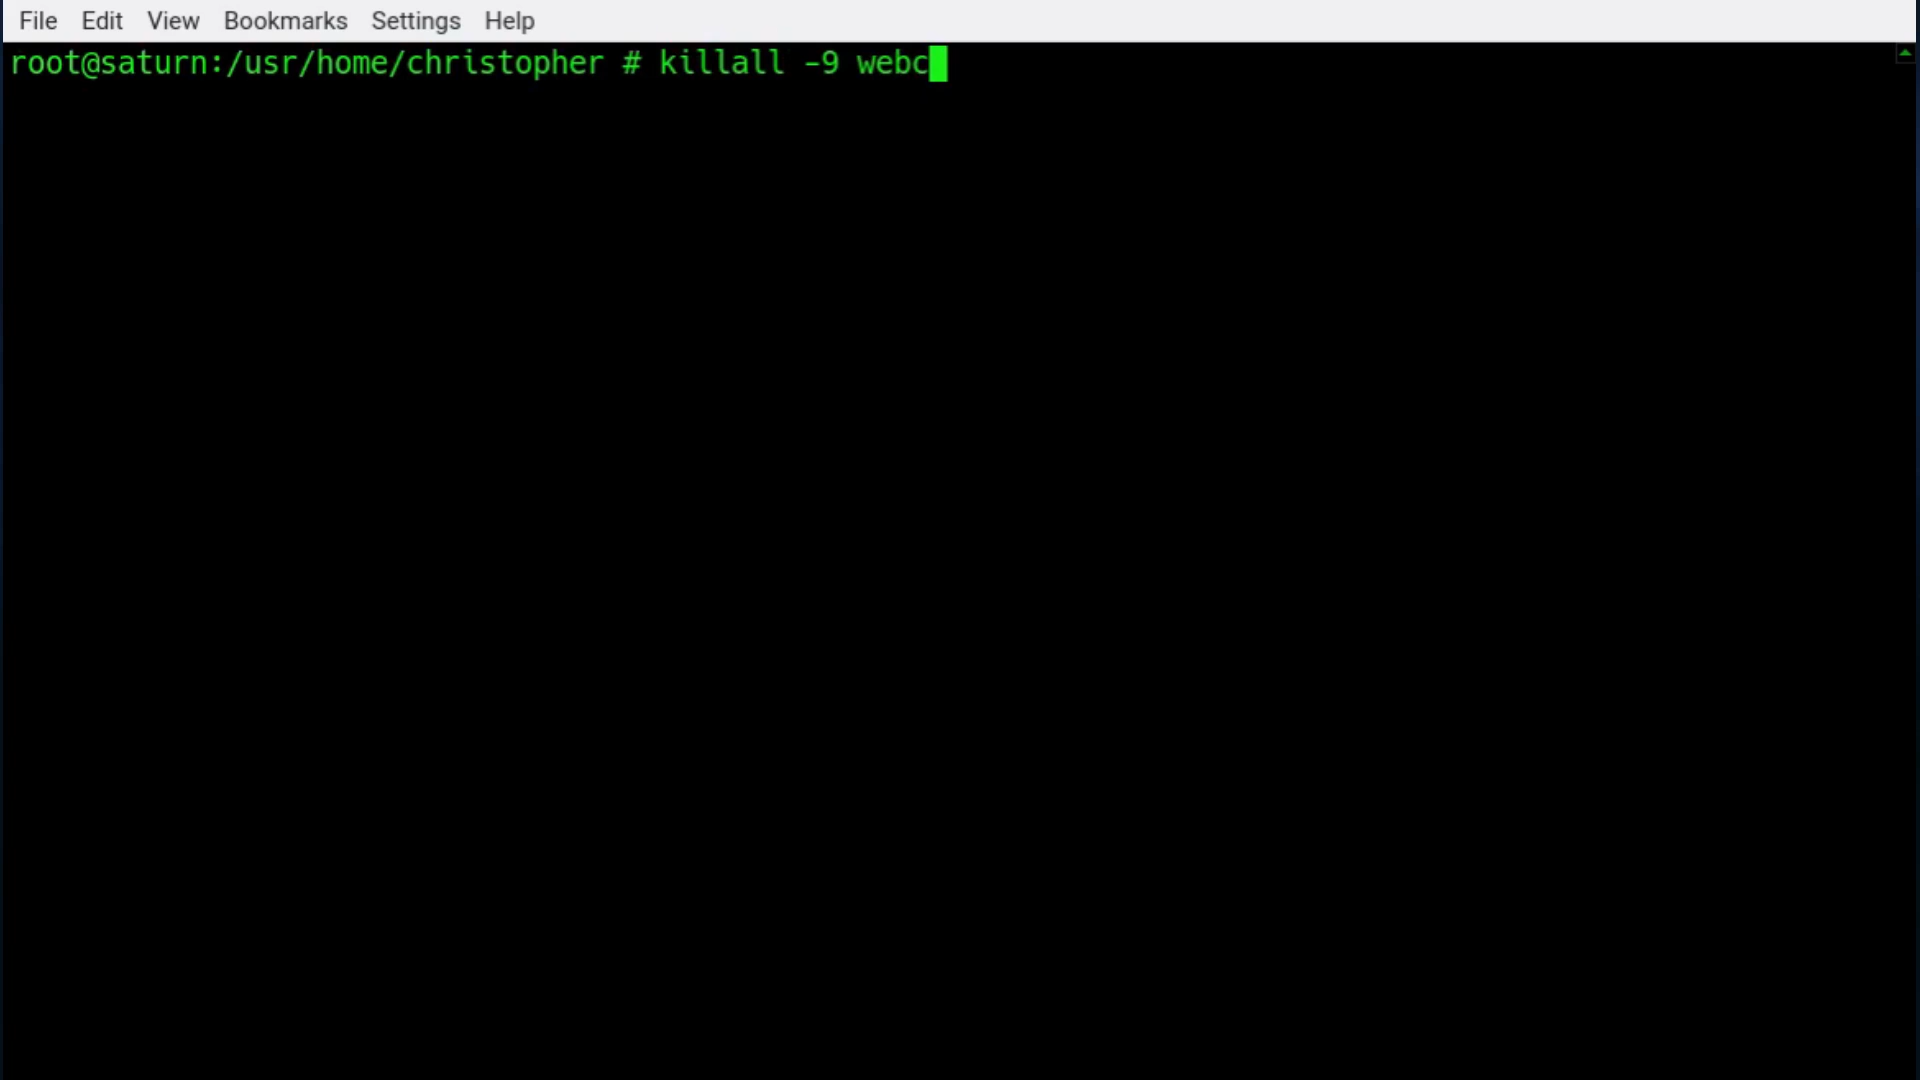 File Edit View Bookmarks Settings Help
root@saturn:/usr/home/christopher # killall -9 webc